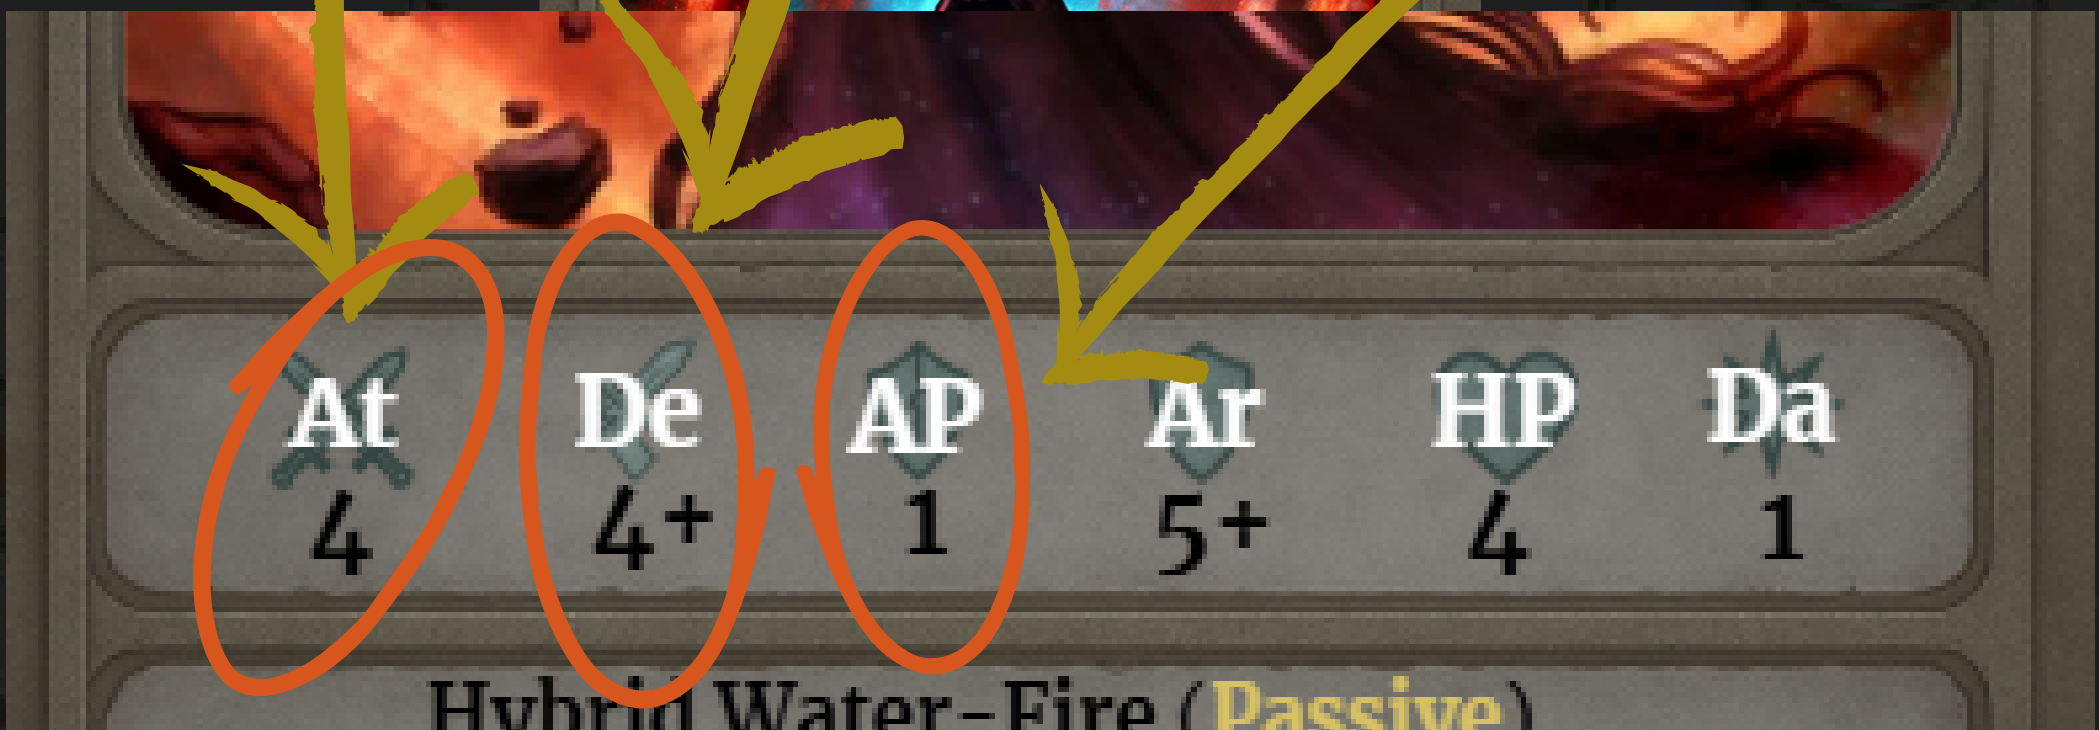 At De AP Ar HP Da
4 4+ 1 5+ 4 1
Hybrid Water-Fire (Passive)